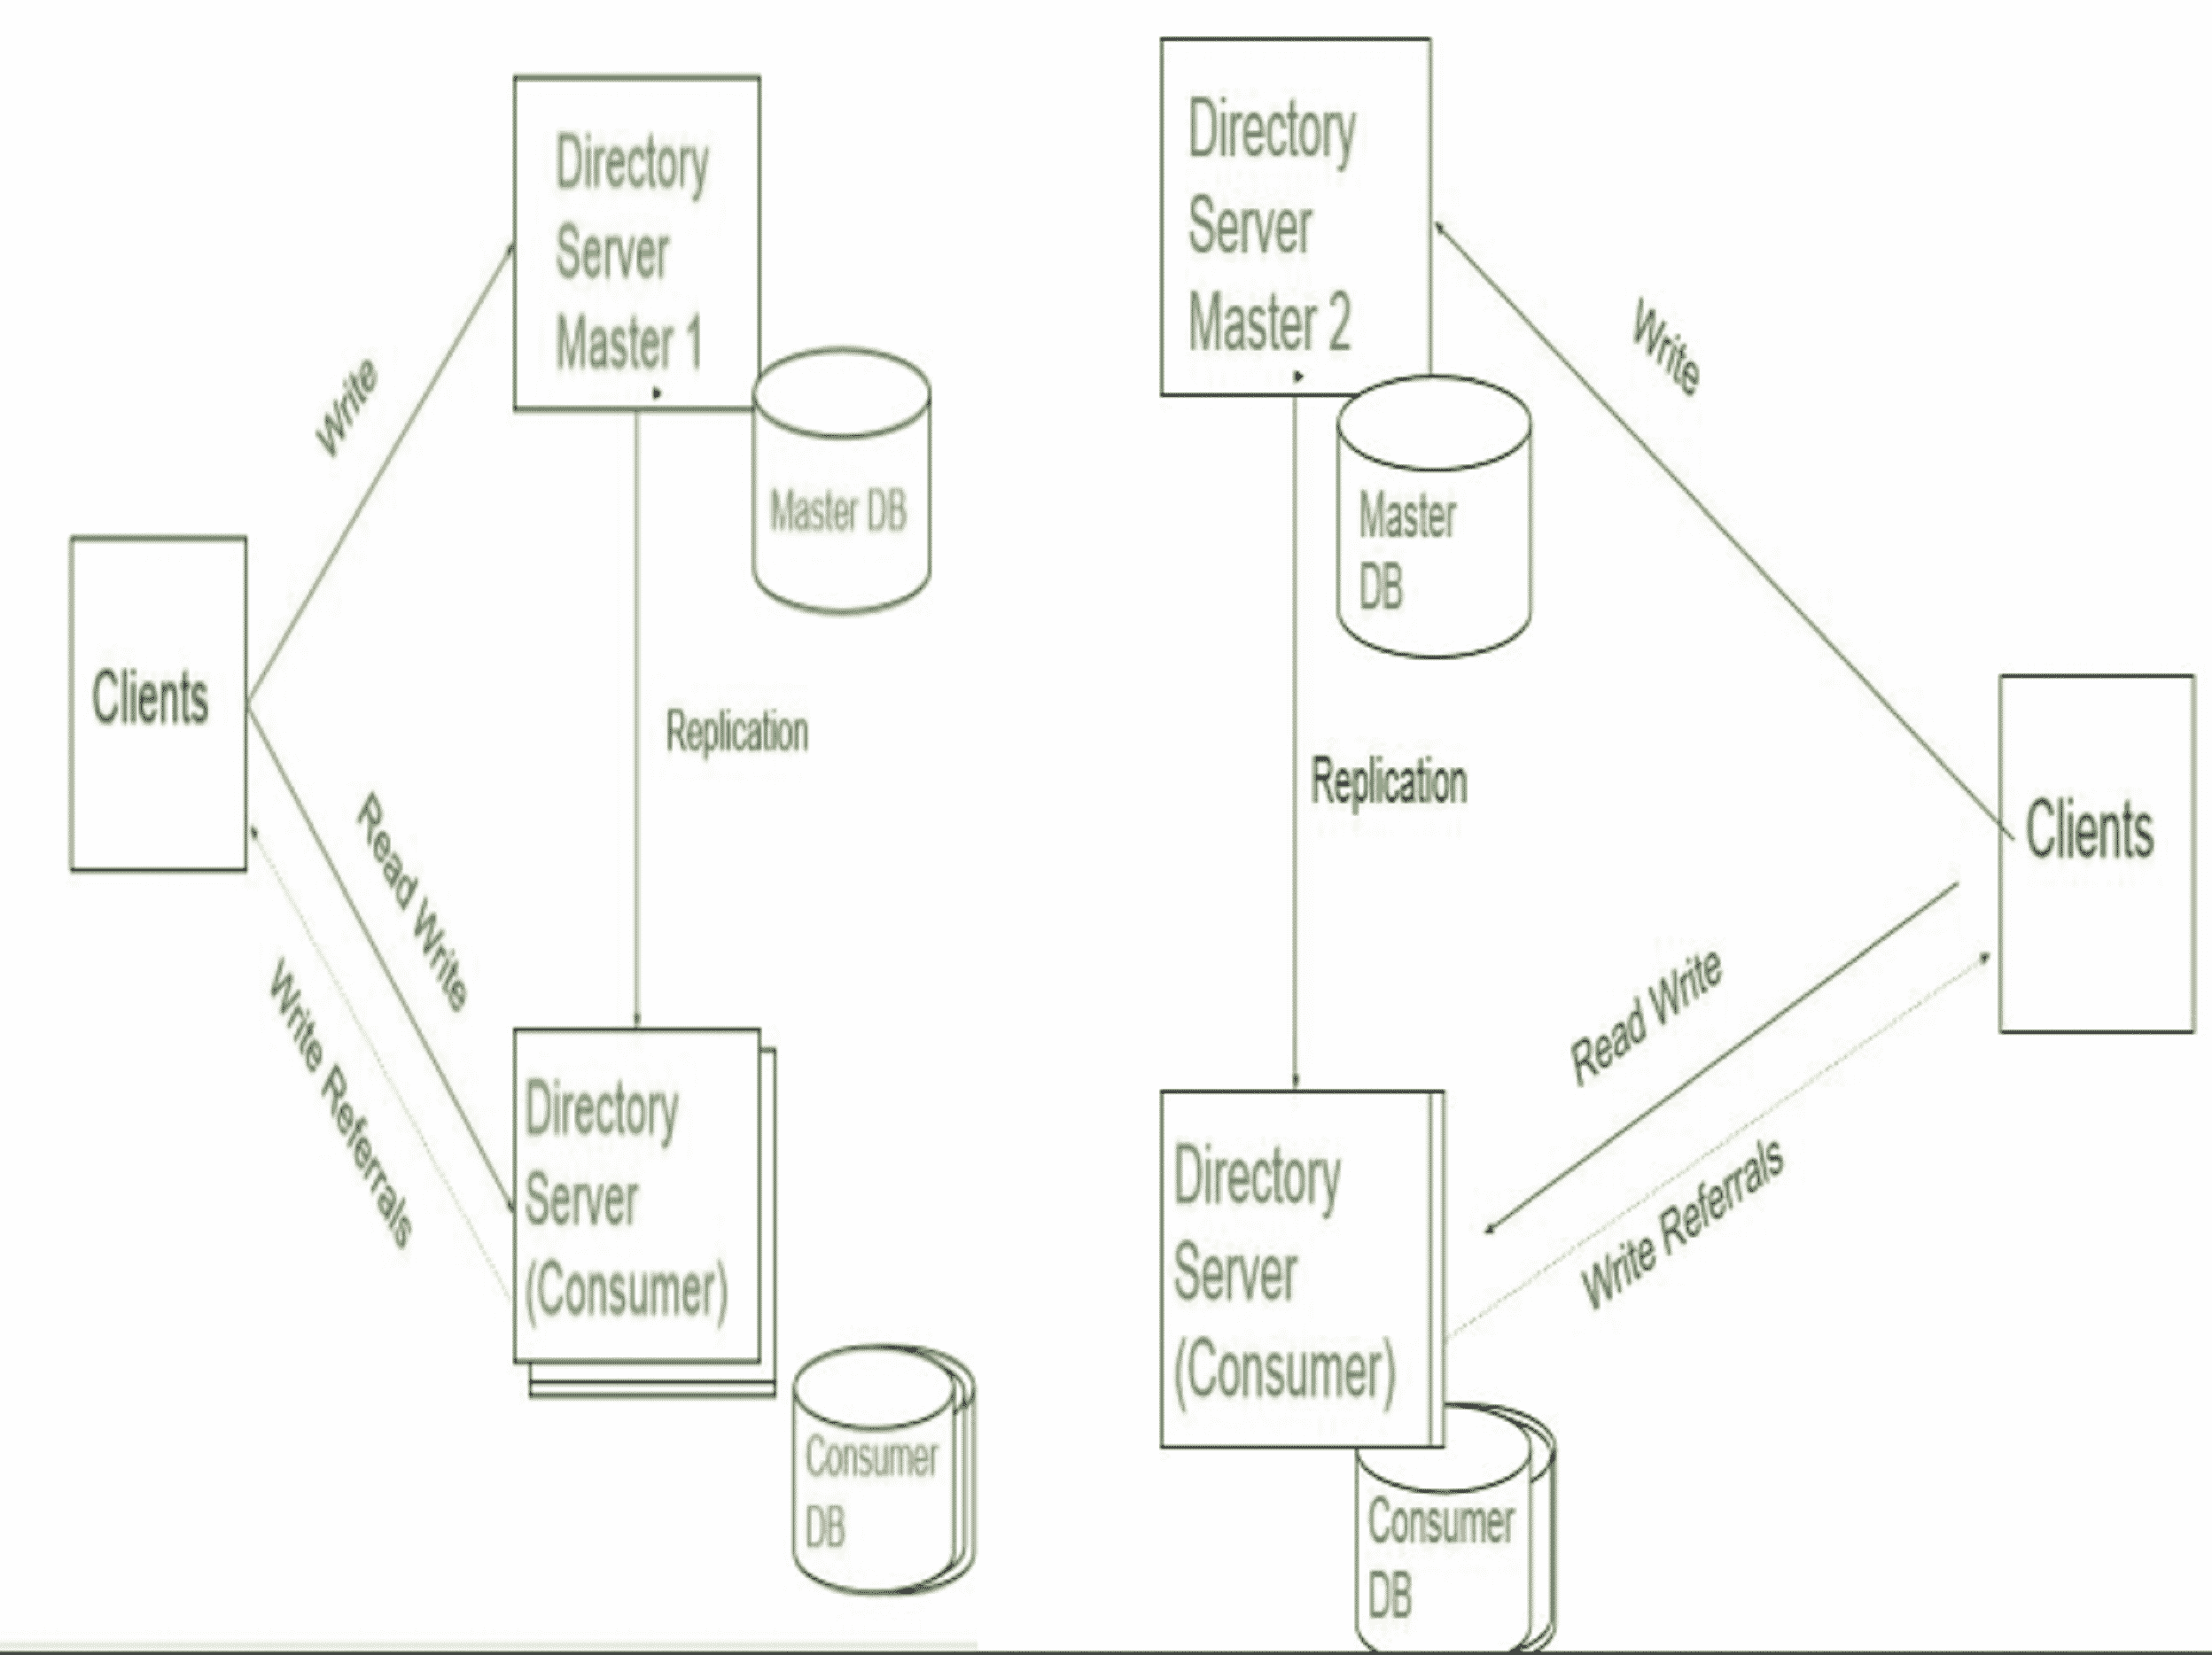 Directory
Server
Master 1
Master DB
Write
Clients
Replication
Read Write
Write Referrals
Directory
Server
(Consumer)
Consumer
DB
Directory
Server
Master 2
Master
DB
Write
Clients
Replication
Read Write
Write Referrals
Directory
Server
(Consumer)
Consumer
DB